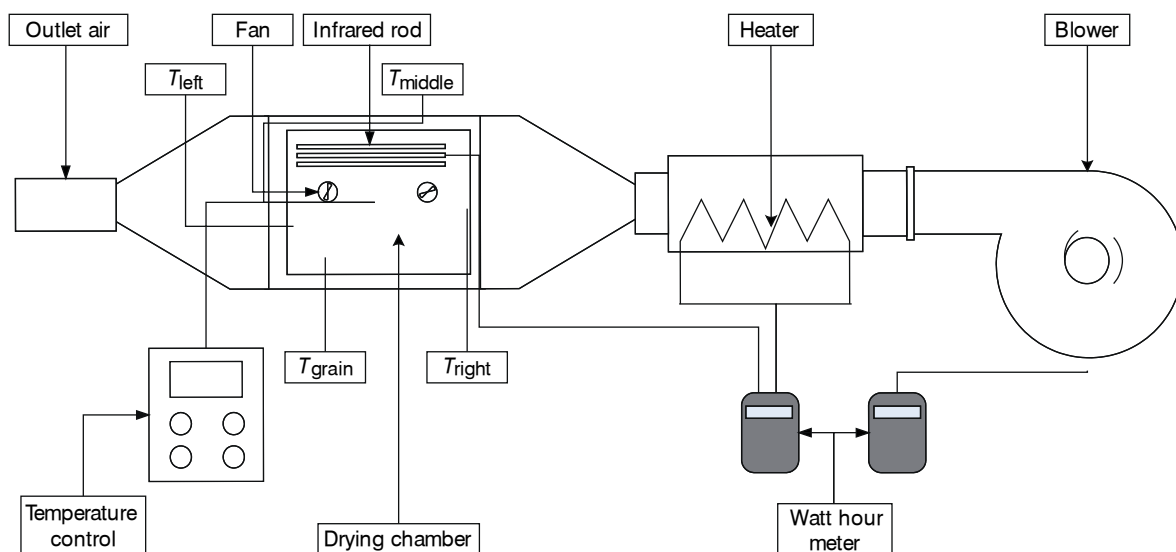 Outlet air
Fan
Infrared rod
Heater
Blower
Tleft
Tmiddle
Tgrain
Tright
Temperature
control
Drying chamber
Watt hour
meter